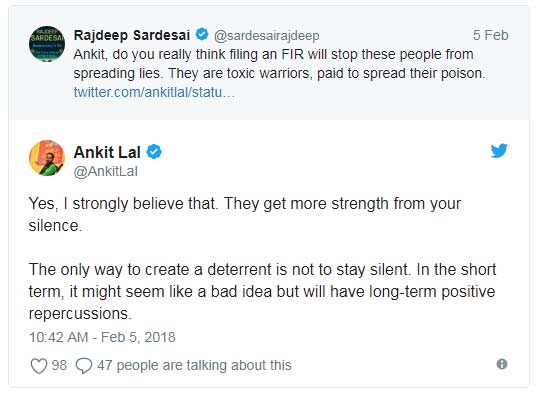 Rajdeep Sardesai @sardesairajdeep 5 Feb
Ankit, do you really think filing an FIR will stop these people from
spreading lies. They are toxic warriors, paid to spread their poison.
twitter.com/ankitlal/statu…
Ankit Lal
@AnkitLal
Yes, I strongly believe that. They get more strength from your
silence.
The only way to create a deterrent is not to stay silent. In the short
term, it might seem like a bad idea but will have long-term positive
repercussions.
10:42 AM - Feb 5, 2018
98 47 people are talking about this